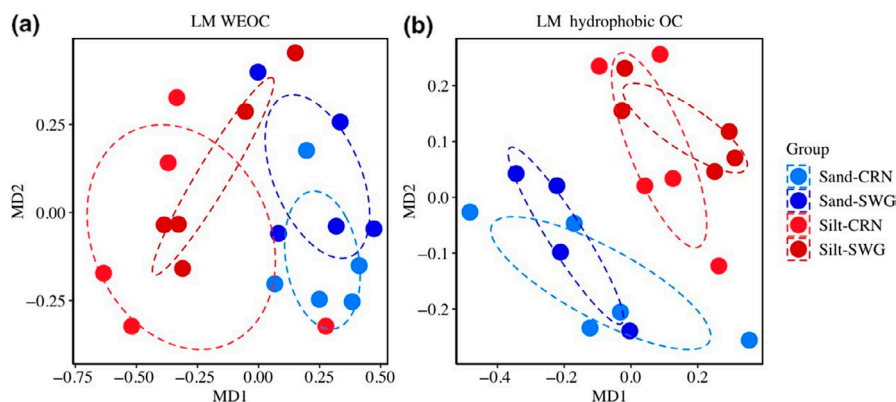 (a)
LM WEOC
MD2
0.25
0.00
−0.25
−0.75
−0.50
−0.25
0.00
0.25
0.50
MD1
(b)
LM hydrophobic OC
MD2
0.2
0.1
0.0
−0.1
−0.2
−0.4
−0.2
0.0
0.2
MD1
Group
Sand-CRN
Sand-SWG
Silt-CRN
Silt-SWG